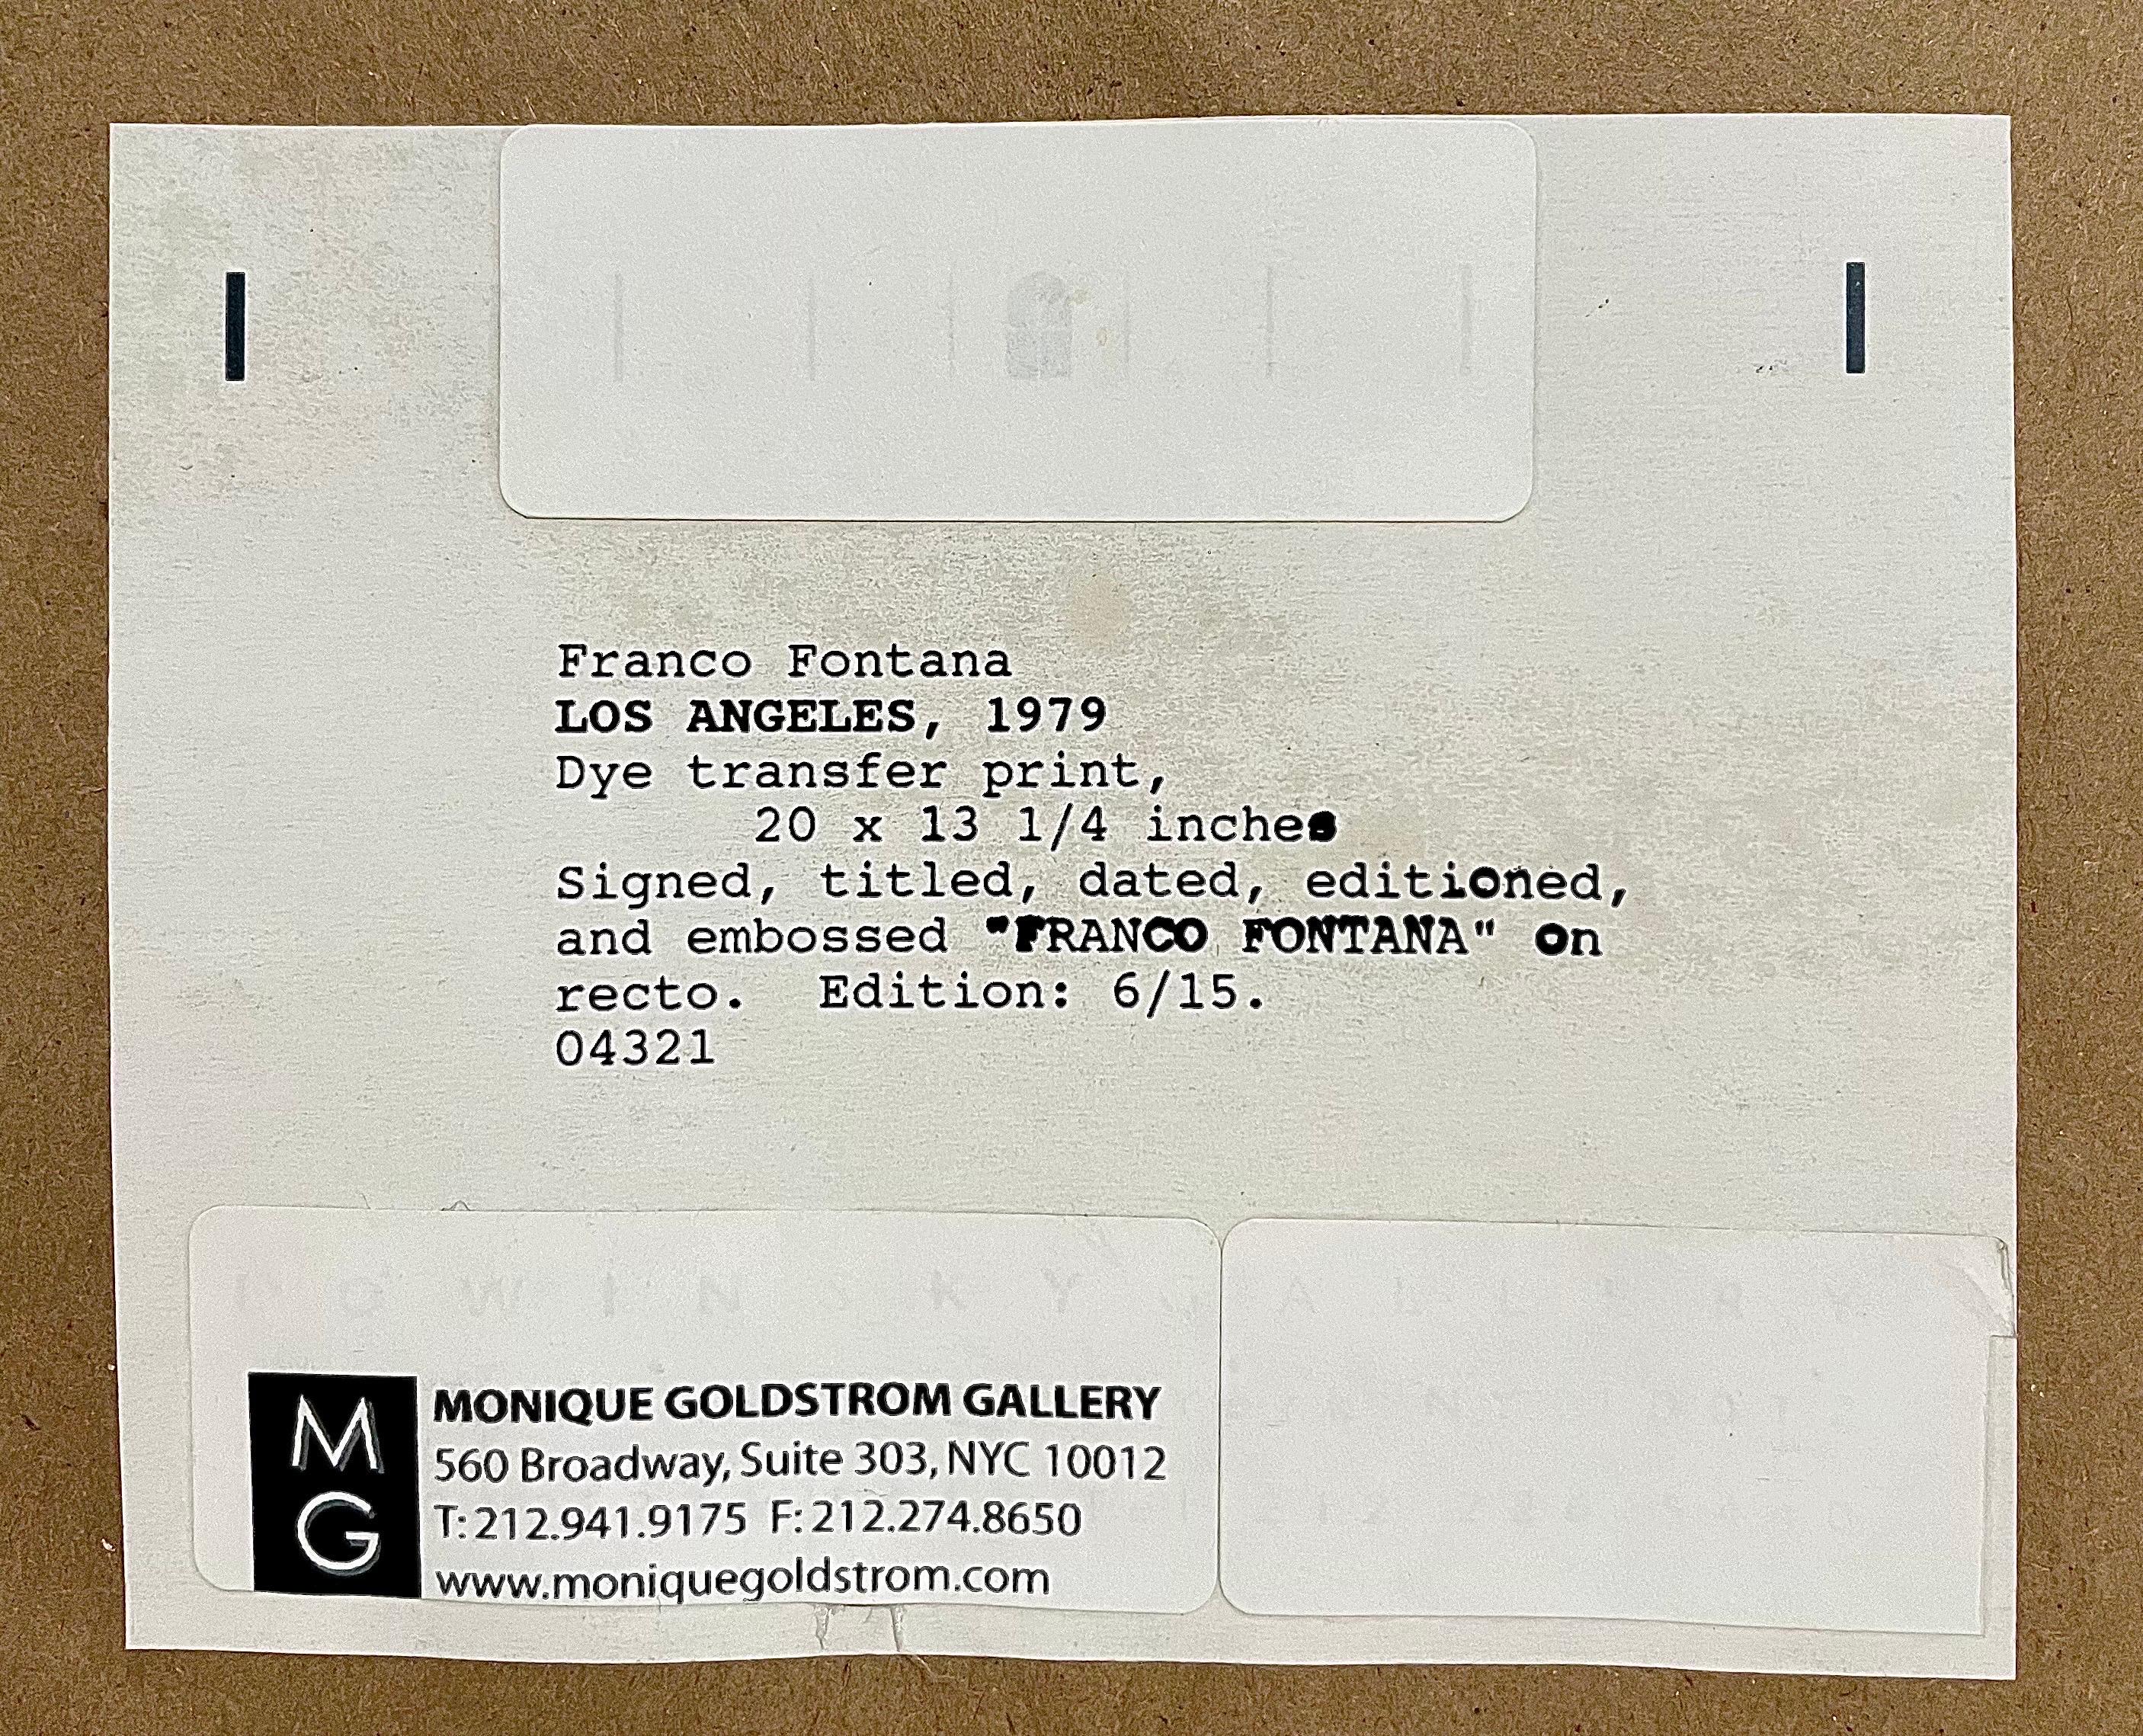 Franco Fontana
LOS ANGELES, 1979
Dye transfer print,
20 x 13 1/4 inches
Signed, titled, dated, editioned,
and embossed "FRANCO FONTANA" on
recto.  Edition: 6/15.
04321
M
G
MONIQUE GOLDSTROM GALLERY
560 Broadway, Suite 303, NYC 10012
T: 212.941.9175 F: 212.274.8650
www.moniquegoldstrom.com